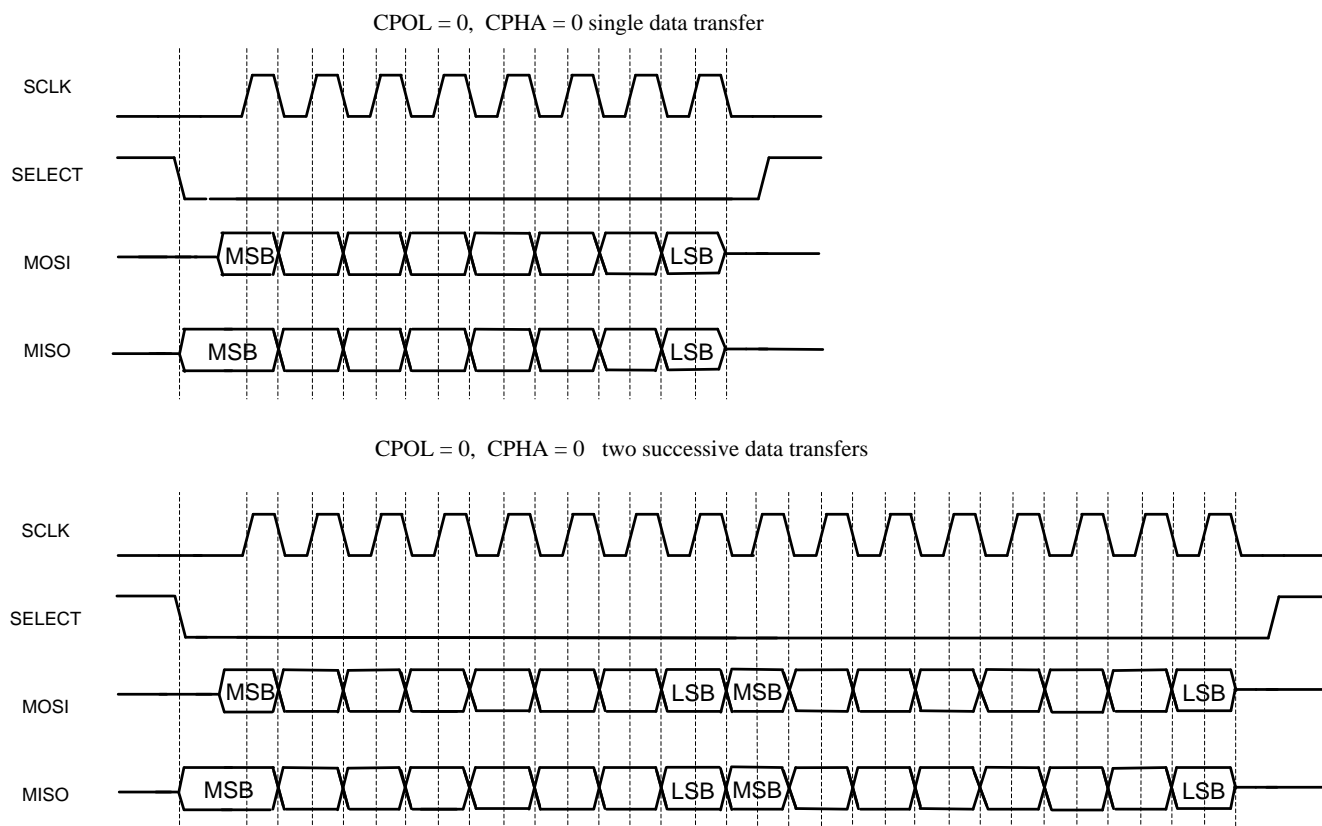 CPOL = 0, CPHA = 0 single data transfer
SCLK
SELECT
MOSI
MSB
LSB
MISO
MSB
LSB
CPOL = 0, CPHA = 0 two successive data transfers
SCLK
SELECT
MOSI
MSB
LSB
MSB
LSB
MISO
MSB
LSB
MSB
LSB